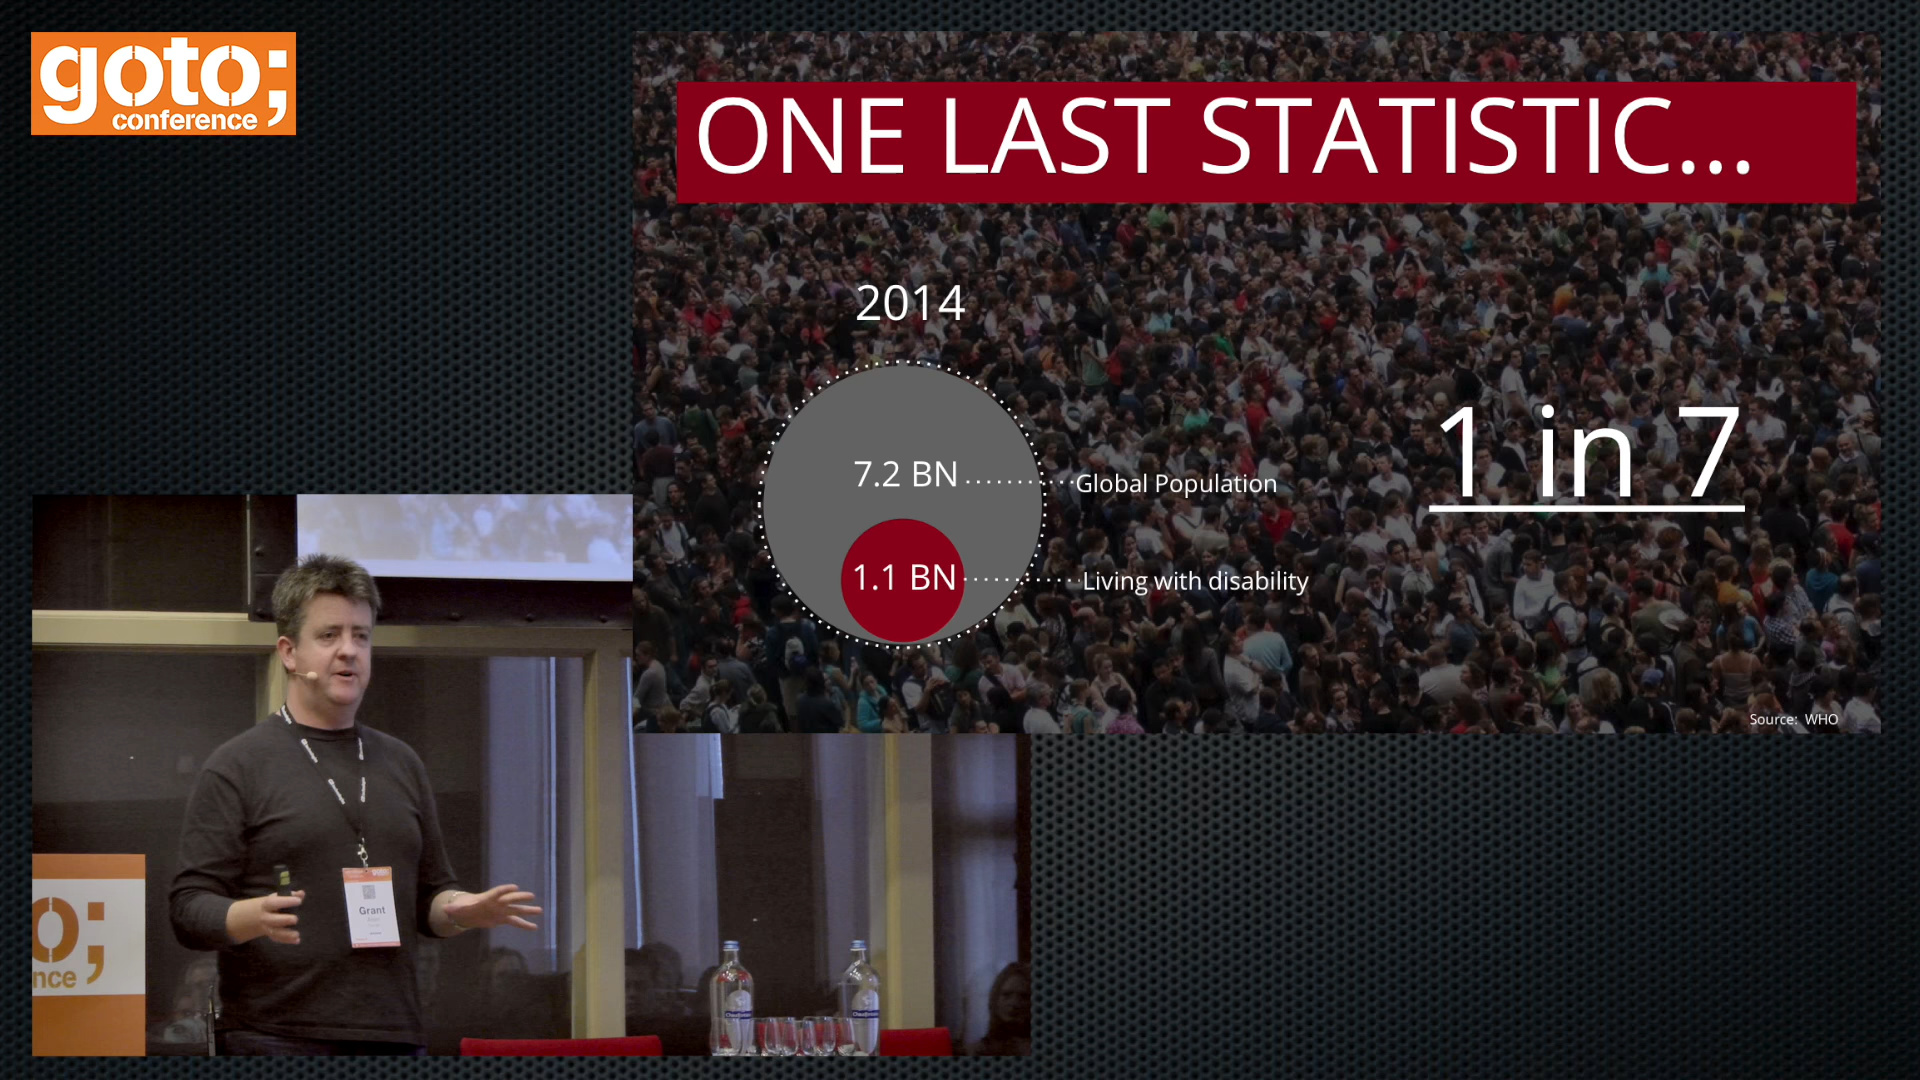 goto;
conference
ONE LAST STATISTIC...
2014
1 in 7
7.2 BN
Global Population
1.1 BN
Living with disability
Source: WHO
Grant
o;
nce